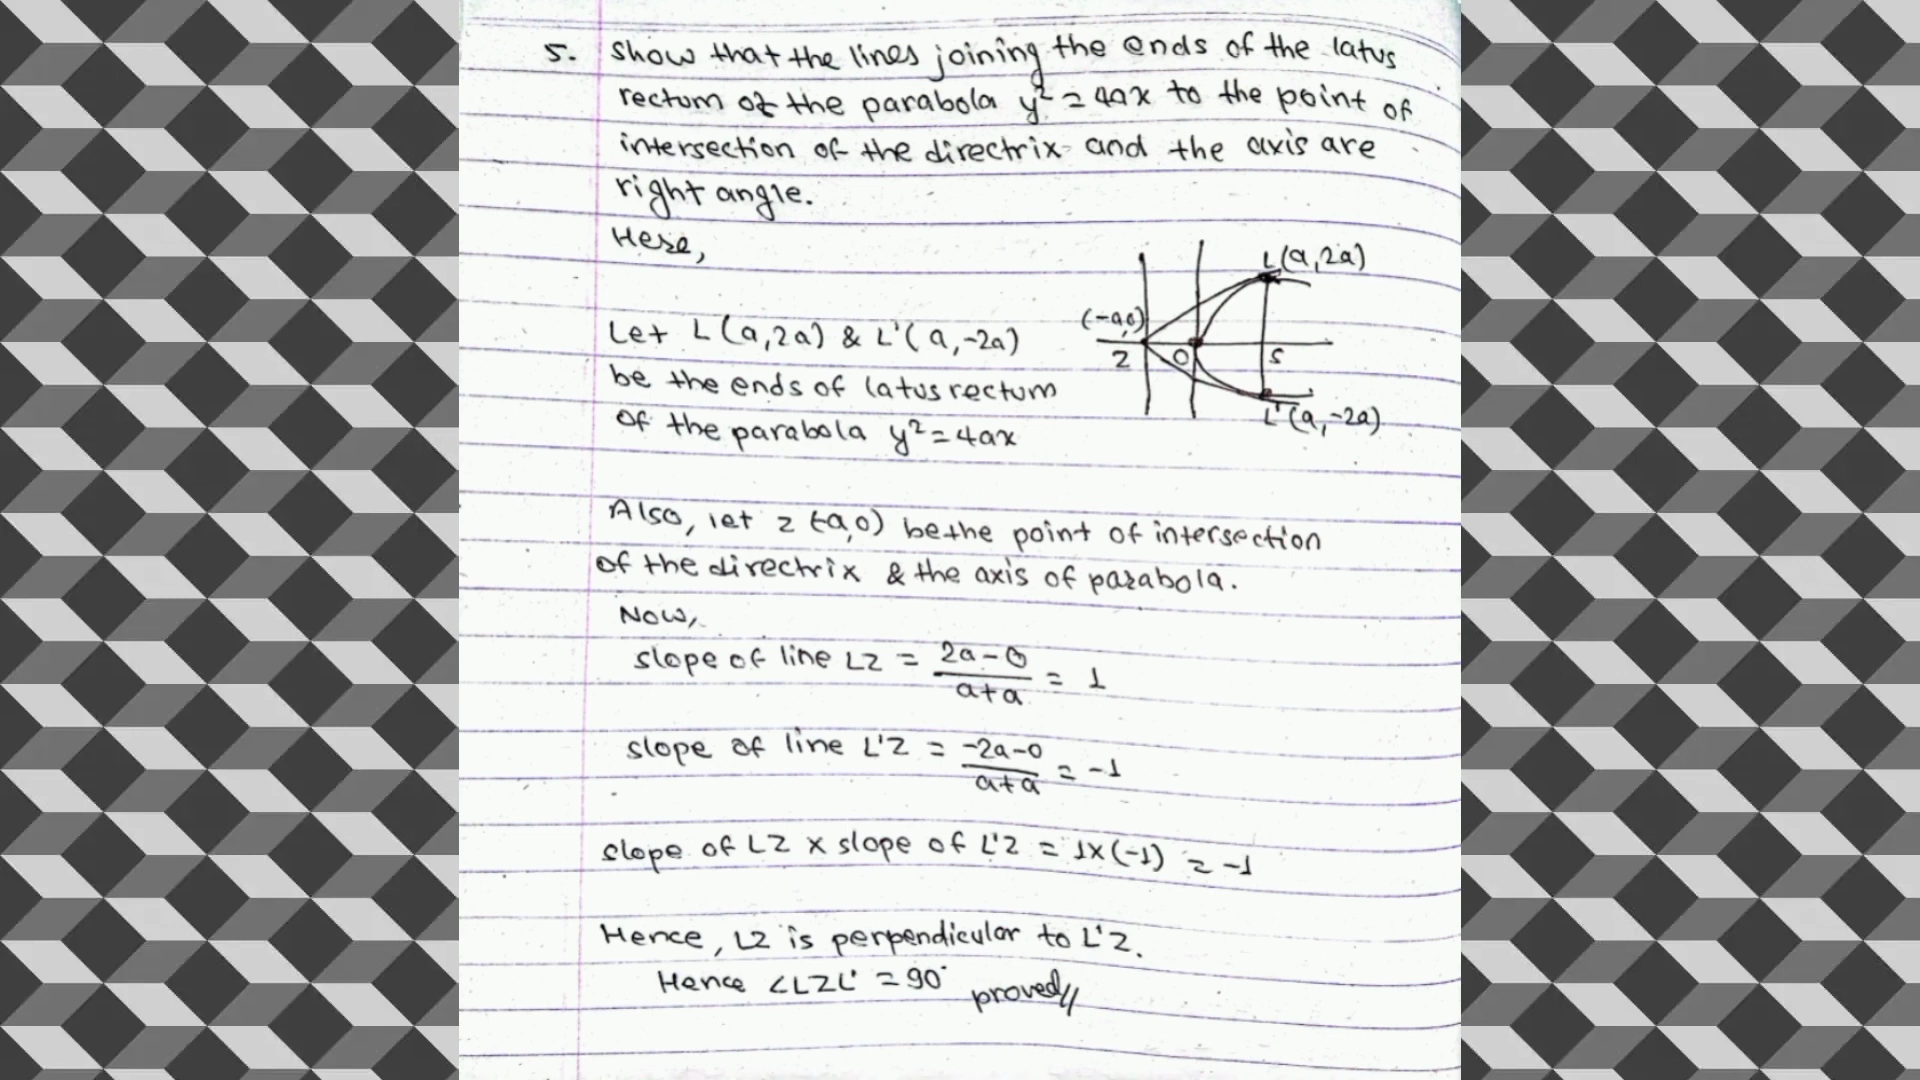 5. Show that the lines joining the ends of the latus
rectum of the parabola y² = 4ax to the point of
intersection of the directrix and the axis are
right angle.
Here,
L(a,2a)
(-a,0)
Z O S
L'(a,-2a)
Let L(a,2a) & L'(a,-2a)
be the ends of latus rectum
of the parabola y² = 4ax
Also, let z (-a,0) be the point of intersection
of the directrix & the axis of parabola.
Now,
slope of line LZ = (2a-0)/(a+a) = 1
slope of line L'Z = (-2a-0)/(a+a) = -1
slope of LZ x slope of L'Z = 1x(-1) = -1
Hence, LZ is perpendicular to L'Z.
Hence ∠LZL' = 90° proved//